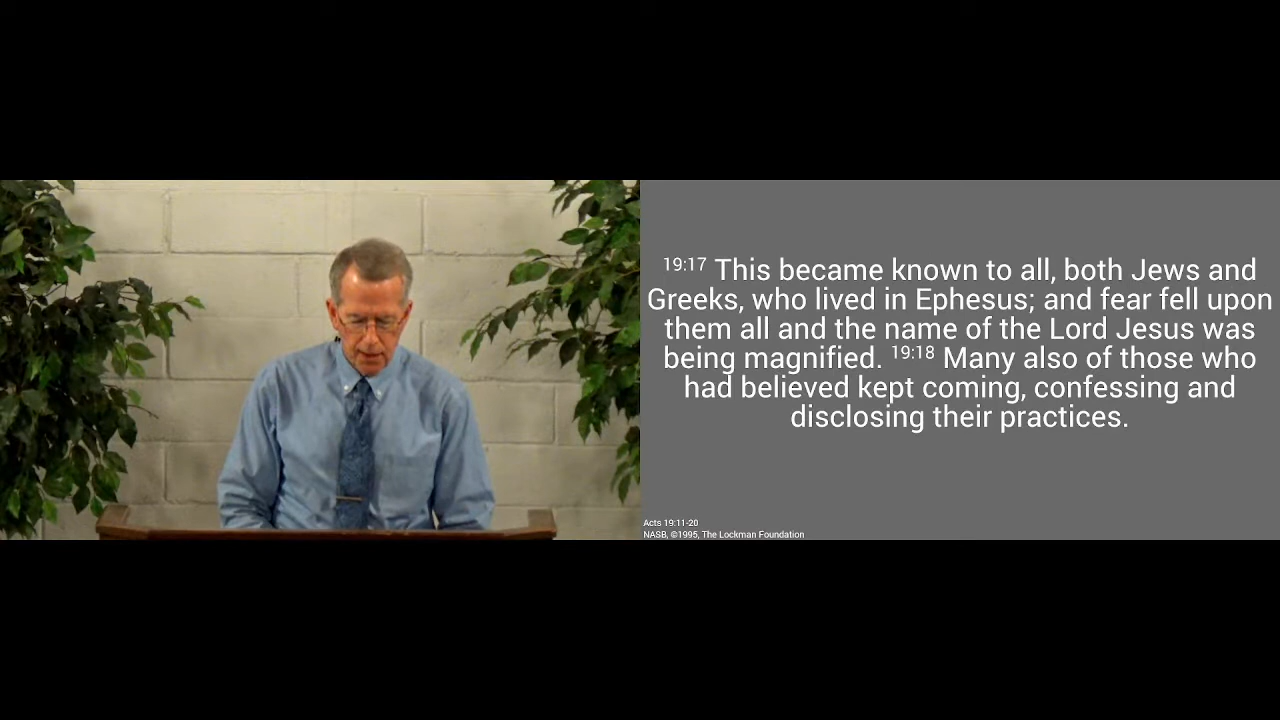 19:17 This became known to all, both Jews and
Greeks, who lived in Ephesus; and fear fell upon
them all and the name of the Lord Jesus was
being magnified. 19:18 Many also of those who
had believed kept coming, confessing and
disclosing their practices.
Acts 19:11-20
NASB, ©1995, The Lockman Foundation